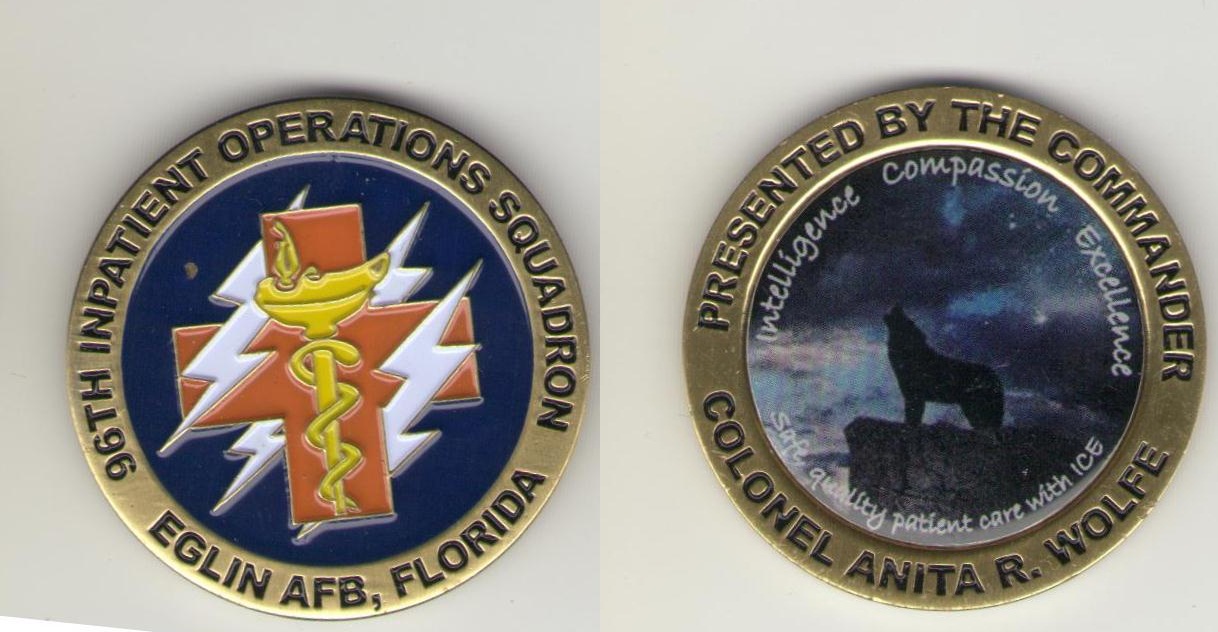 96TH INPATIENT OPERATIONS SQUADRON
EGLIN AFB, FLORIDA
PRESENTED BY THE COMMANDER
COLONEL ANITA R. WOLFE
Intelligence
Compassion
Excellence
Safe, quality patient care with ICE